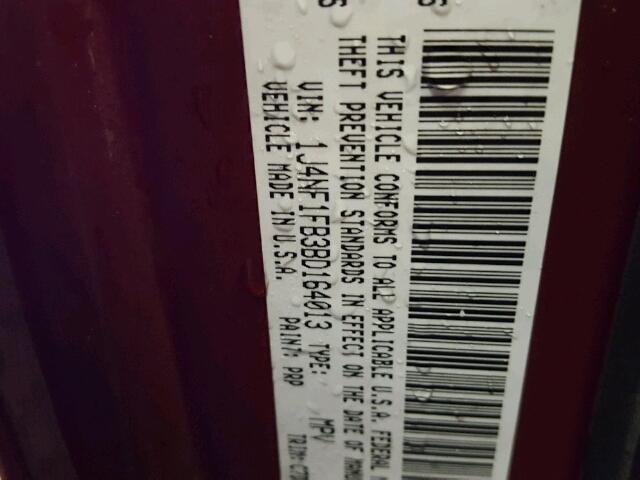 THIS VEHICLE CONFORMS TO ALL APPLICABLE U.S.A. FEDERAL
THEFT PREVENTION STANDARDS IN EFFECT ON THE DATE OF
VIN: 1J4NF1FB3BD164013 TYPE: MPV
VEHICLE MADE IN U.S.A. PAINT: PRP TRIM: